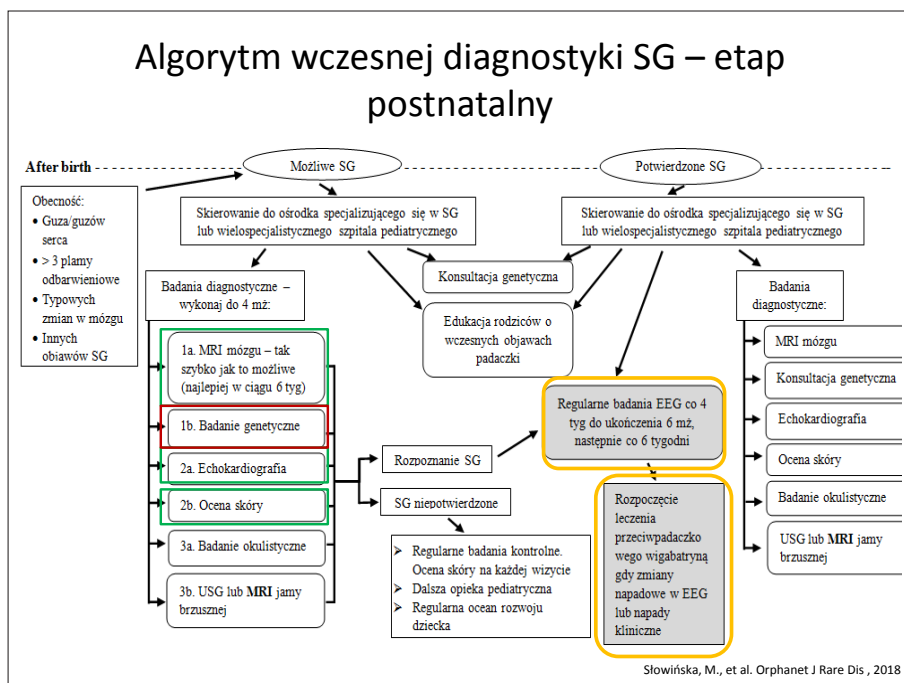 Algorytm wczesnej diagnostyki SG – etap
postnatalny
After birth
Możliwe SG
Potwierdzone SG
Obecność:
• Guza/guzów
serca
• > 3 plamy
odbarwieniowe
• Typowych
zmian w mózgu
• Innych
obiawów SG
Skierowanie do ośrodka specjalizującego się w SG
lub wielospecjalistycznego szpitala pediatrycznego
Skierowanie do ośrodka specjalizującego się w SG
lub wielospecjalistycznego szpitala pediatrycznego
Konsultacja genetyczna
Edukacja rodziców o
wczesnych objawach
padaczki
Badania diagnostyczne –
wykonaj do 4 mż:
1a. MRI mózgu – tak
szybko jak to możliwe
(najlepiej w ciągu 6 tyg)
1b. Badanie genetyczne
2a. Echokardiografia
2b. Ocena skóry
3a. Badanie okulistyczne
3b. USG lub MRI jamy
brzusznej
Rozpoznanie SG
SG niepotwierdzone
➢ Regularne badania kontrolne.
Ocena skóry na każdej wizycie
➢ Dalsza opieka pediatryczna
➢ Regularna ocean rozwoju
dziecka
Regularne badania EEG co 4
tyg do ukończenia 6 mż,
następnie co 6 tygodni
Rozpoczęcie
leczenia
przeciwpadaczko
wego wigabatryną
gdy zmiany
napadowe w EEG
lub napady
kliniczne
Badania
diagnostyczne:
MRI mózgu
Konsultacja genetyczna
Echokardiografia
Ocena skóry
Badanie okulistyczne
USG lub MRI jamy
brzusznej
Słowińska, M., et al. Orphanet J Rare Dis , 2018